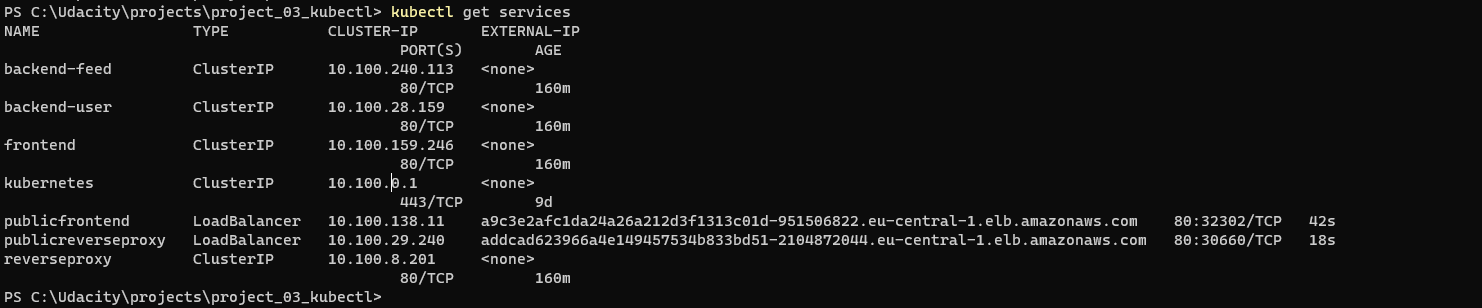 PS C:\Udacity\projects\project_03_kubectl> kubectl get services
NAME TYPE CLUSTER-IP EXTERNAL-IP
PORT(S) AGE
backend-feed ClusterIP 10.100.240.113 <none>
80/TCP 160m
backend-user ClusterIP 10.100.28.159 <none>
80/TCP 160m
frontend ClusterIP 10.100.159.246 <none>
80/TCP 160m
kubernetes ClusterIP 10.100.0.1 <none>
443/TCP 9d
publicfrontend LoadBalancer 10.100.138.11 a9c3e2afc1da24a26a212d3f1313c01d-951506822.eu-central-1.elb.amazonaws.com 80:32302/TCP 42s
publicreverseproxy LoadBalancer 10.100.29.240 addcad623966a4e149457534b833bd51-2104872044.eu-central-1.elb.amazonaws.com 80:30660/TCP 18s
reverseproxy ClusterIP 10.100.8.201 <none>
80/TCP 160m
PS C:\Udacity\projects\project_03_kubectl>